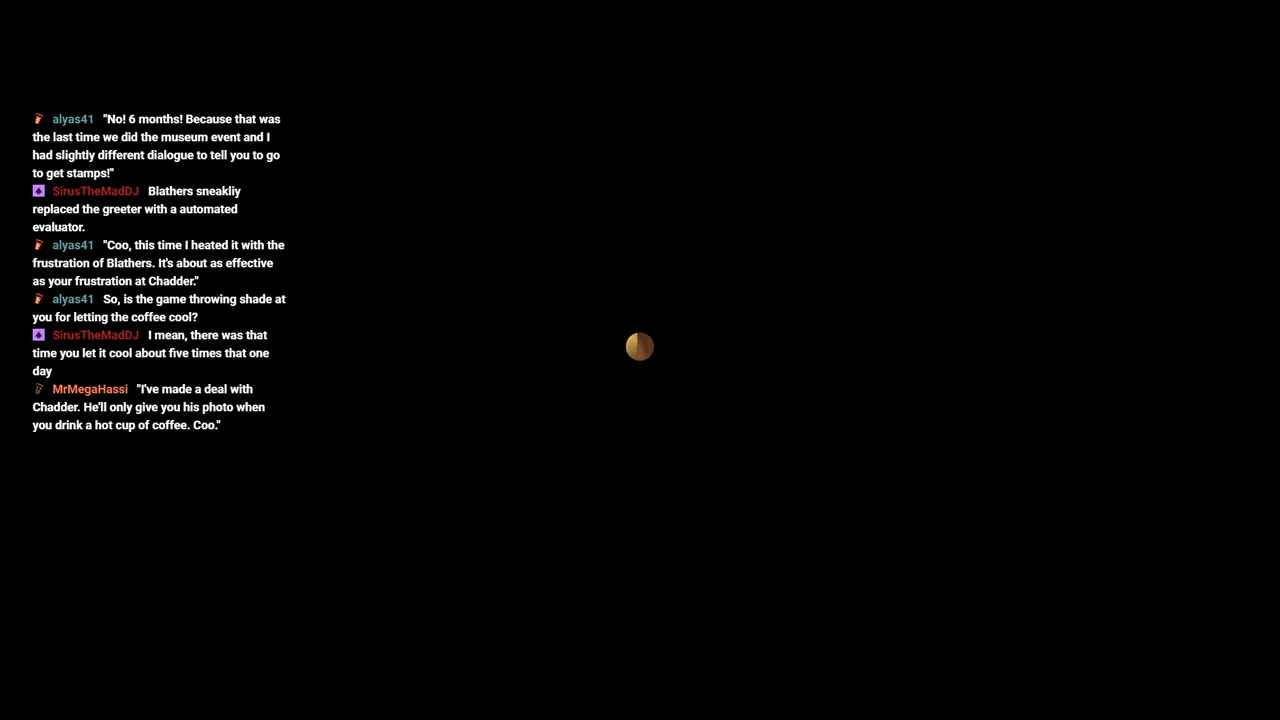 alyas41 "No! 6 months! Because that was
the last time we did the museum event and I
had slightly different dialogue to tell you to go
to get stamps!"
SirusTheMadDJ Blathers sneakliy
replaced the greeter with a automated
evaluator.
alyas41 "Coo, this time I heated it with the
frustration of Blathers. It's about as effective
as your frustration at Chadder."
alyas41 So, is the game throwing shade at
you for letting the coffee cool?
SirusTheMadDJ I mean, there was that
time you let it cool about five times that one
day
MrMegaHassi "I've made a deal with
Chadder. He'll only give you his photo when
you drink a hot cup of coffee. Coo."